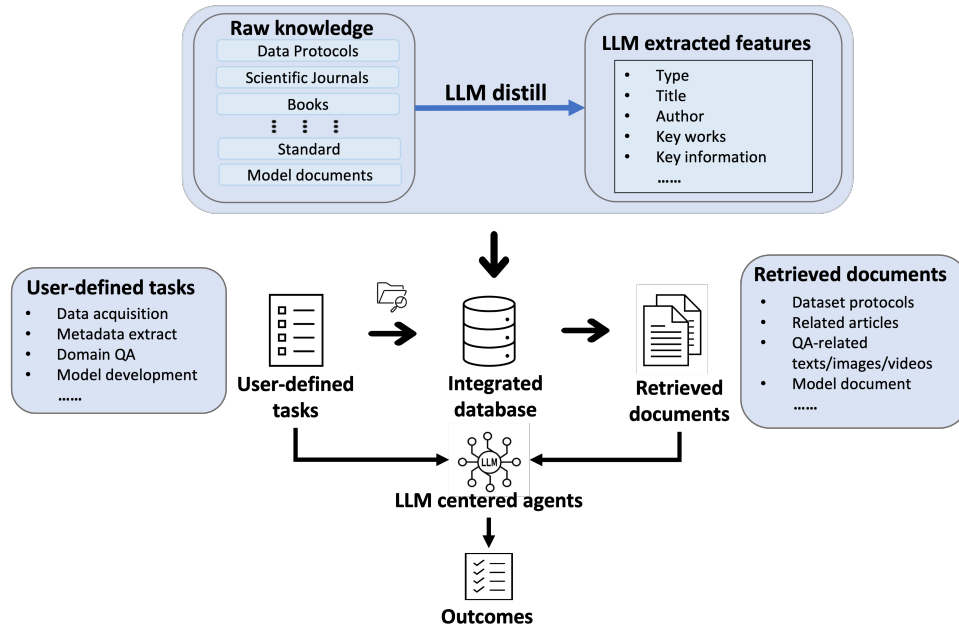 Raw knowledge
Data Protocols
Scientific Journals
Books
Standard
Model documents
LLM distill
LLM extracted features
• Type
• Title
• Author
• Key works
• Key information
......
User-defined tasks
• Data acquisition
• Metadata extract
• Domain QA
• Model development
......
User-defined
tasks
Integrated
database
Retrieved
documents
Retrieved documents
• Dataset protocols
• Related articles
• QA-related
texts/images/videos
• Model document
......
LLM
LLM centered agents
Outcomes